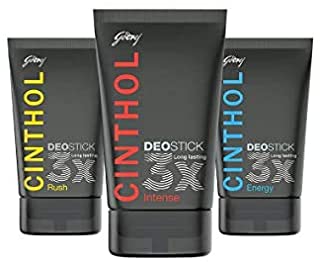 Godrej
CINTHOL
DEOSTICK
Long lasting
3X
Rush
Godrej
CINTHOL
DEOSTICK
Long lasting
3X
Intense
Godrej
CINTHOL
DEOSTICK
Long lasting
3X
Energy